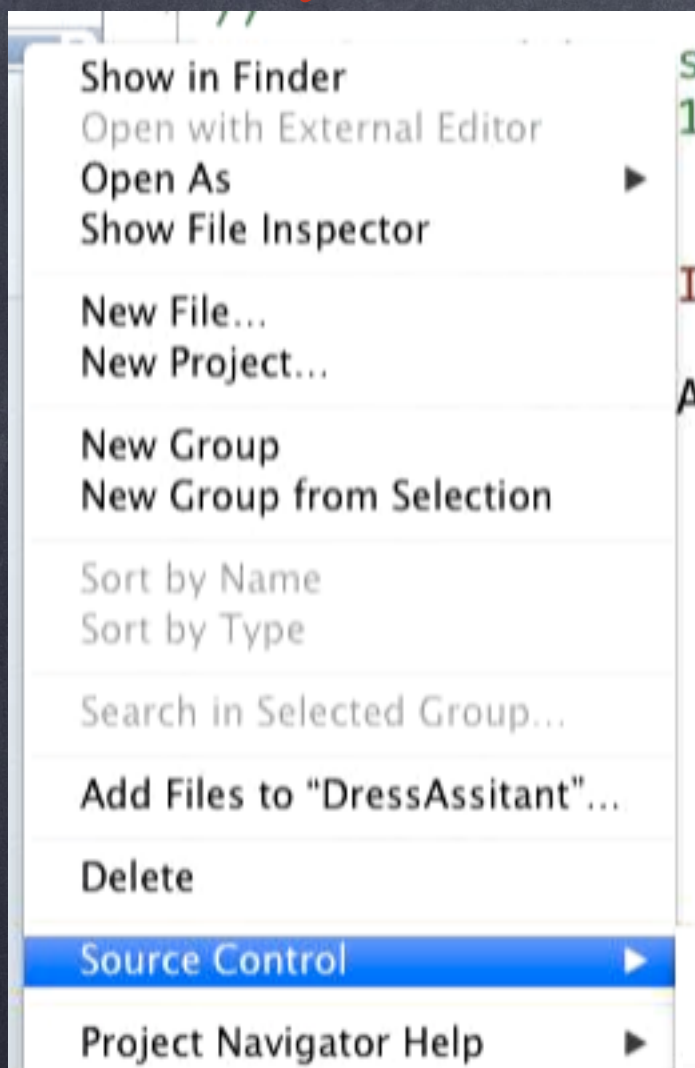 //
Show in Finder
Open with External Editor
Open As
Show File Inspector
New File...
New Project...
New Group
New Group from Selection
Sort by Name
Sort by Type
Search in Selected Group...
Add Files to “DressAssitant”...
Delete
Source Control
Project Navigator Help